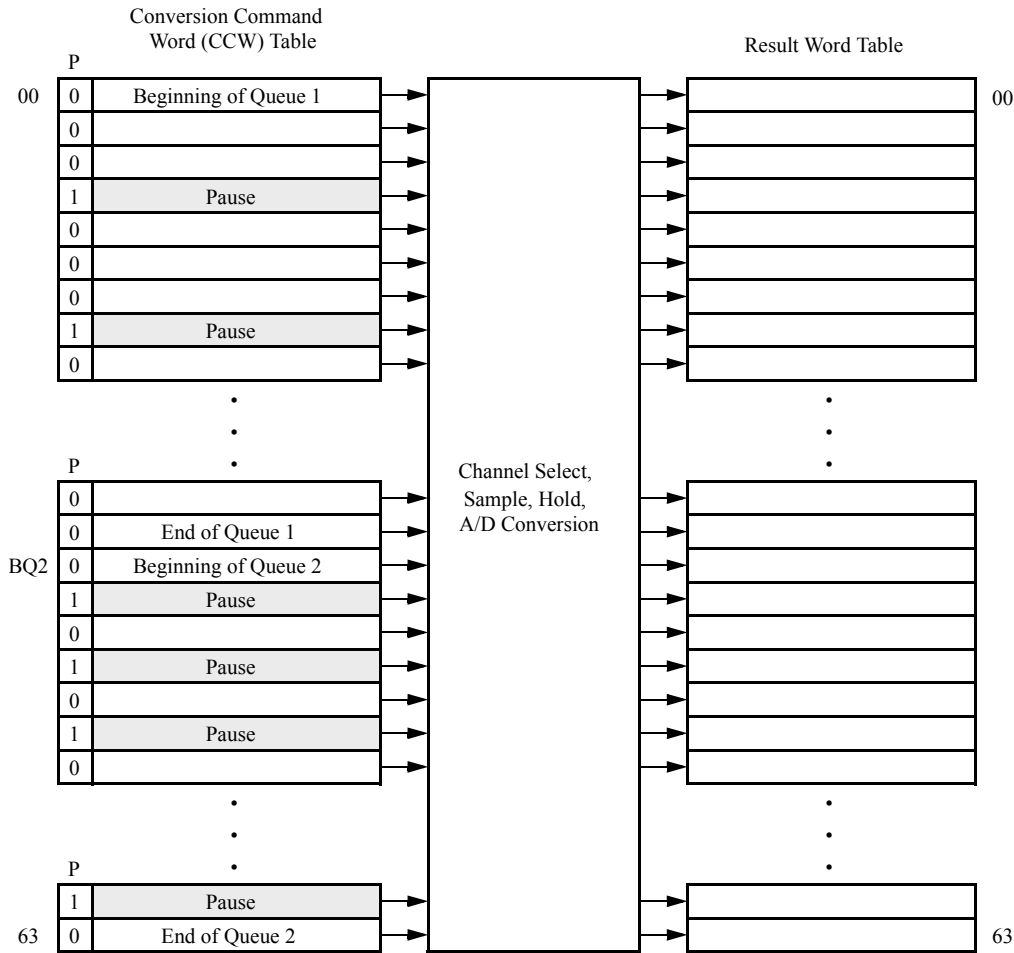 Conversion Command
Word (CCW) Table
Result Word Table
P
00 0 Beginning of Queue 1 00
0
0
1 Pause
0
0
0
1 Pause
0
P
Channel Select,
Sample, Hold,
A/D Conversion
0
0 End of Queue 1
BQ2 0 Beginning of Queue 2
1 Pause
0
1 Pause
0
1 Pause
0
P
1 Pause
63 0 End of Queue 2 63